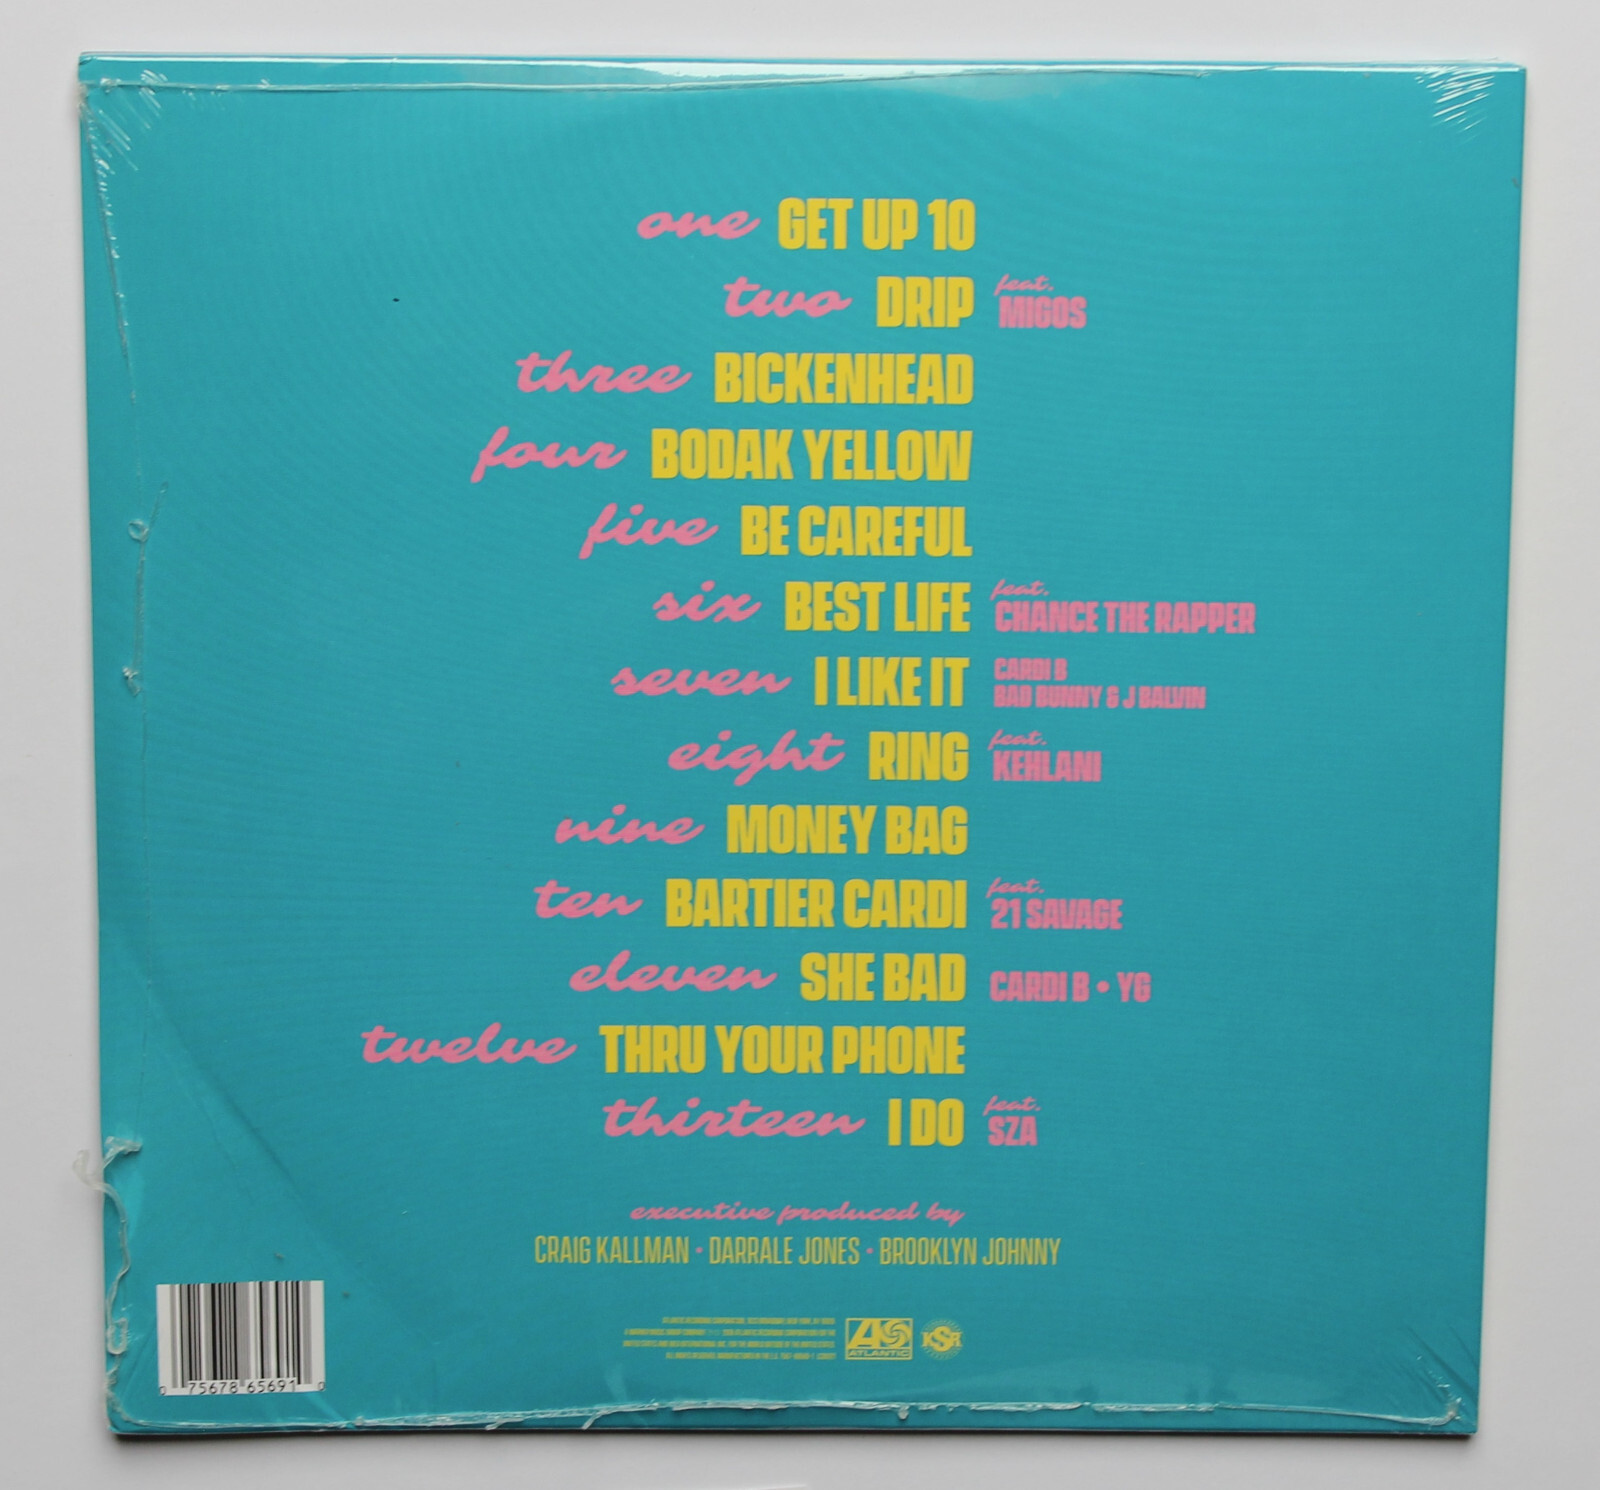 one GET UP 10
two DRIP feat. MIGOS
three BICKENHEAD
four BODAK YELLOW
five BE CAREFUL
six BEST LIFE feat. CHANCE THE RAPPER
seven I LIKE IT CARDI B
BAD BUNNY & J BALVIN
eight RING feat. KEHLANI
nine MONEY BAG
ten BARTIER CARDI feat. 21 SAVAGE
eleven SHE BAD CARDI B • YG
twelve THRU YOUR PHONE
thirteen I DO feat. SZA
executive produced by
CRAIG KALLMAN • DARRALE JONES • BROOKLYN JOHNNY
ATLANTIC
KSR
0 75678 65691 0